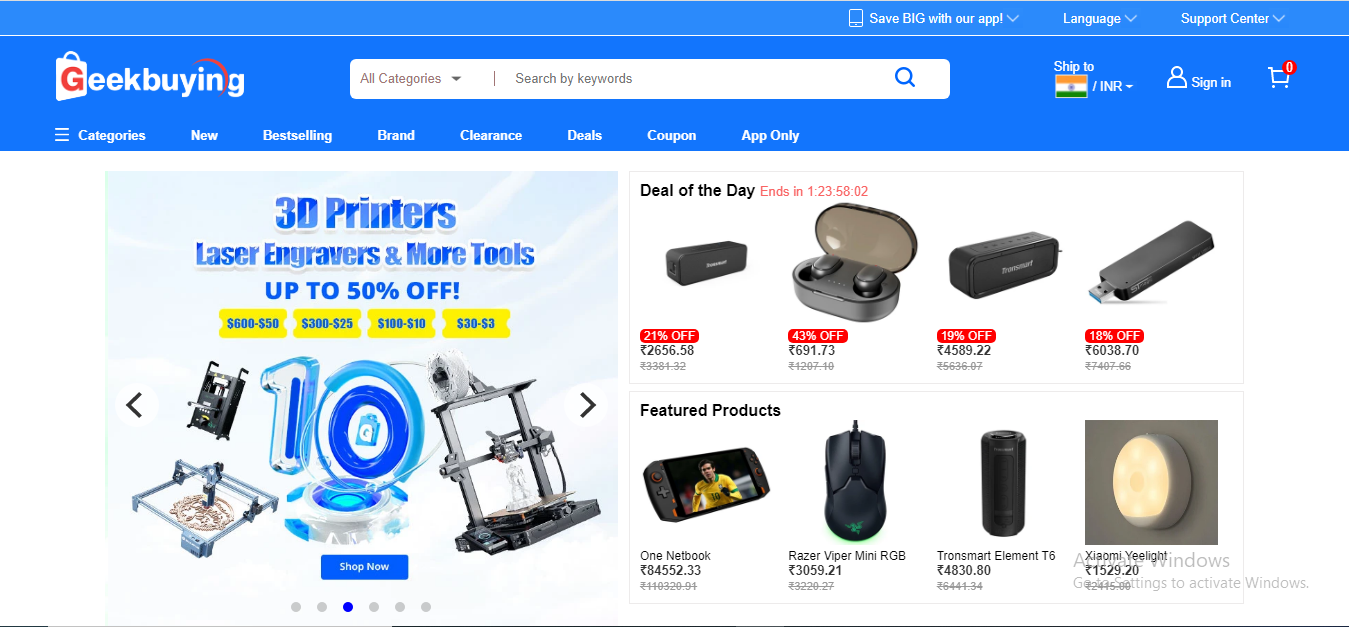 Save BIG with our app! Language Support Center
Geekbuying
All Categories Search by keywords
Ship to
/ INR
Sign in
0
Categories New Bestselling Brand Clearance Deals Coupon App Only
3D Printers
Laser Engravers & More Tools
UP TO 50% OFF!
$600-$50 $300-$25 $100-$10 $30-$3
10
G
Shop Now
Deal of the Day Ends in 1:23:58:02
Tronsmart
Tronsmart
21% OFF 43% OFF 19% OFF 18% OFF
₹2656.58 ₹691.73 ₹4589.22 ₹6038.70
₹3381.32 ₹1207.10 ₹5636.07 ₹7407.66
Featured Products
One Netbook Razer Viper Mini RGB Tronsmart Element T6 Xiaomi Yeelight
₹84552.33 ₹3059.21 ₹4830.80 ₹1529.20
₹110320.91 ₹3220.27 ₹6441.34 ₹2415.00
Activate Windows
Go to Settings to activate Windows.